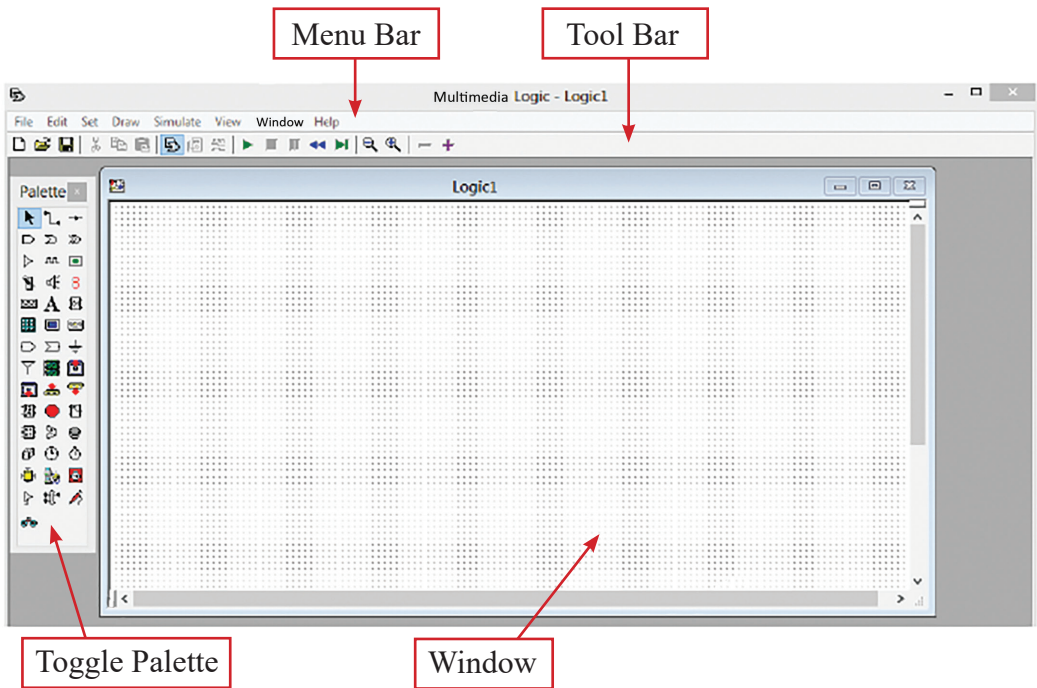 Menu Bar
Tool Bar
Multimedia Logic - Logic1
File Edit Set Draw Simulate View Window Help
Palette
Logic1
A
8
Toggle Palette
Window